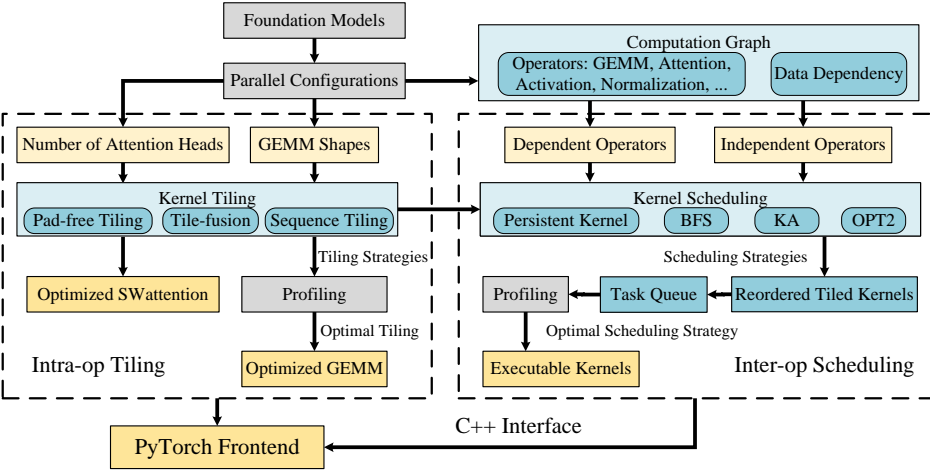 Foundation Models
Parallel Configurations
Computation Graph
Operators: GEMM, Attention,
Activation, Normalization, ...
Data Dependency
Number of Attention Heads
GEMM Shapes
Dependent Operators
Independent Operators
Kernel Tiling
Pad-free Tiling
Tile-fusion
Sequence Tiling
Kernel Scheduling
Persistent Kernel
BFS
KA
OPT2
Tiling Strategies
Scheduling Strategies
Optimized SWattention
Profiling
Profiling
Task Queue
Reordered Tiled Kernels
Optimal Tiling
Optimal Scheduling Strategy
Intra-op Tiling
Optimized GEMM
Executable Kernels
Inter-op Scheduling
C++ Interface
PyTorch Frontend